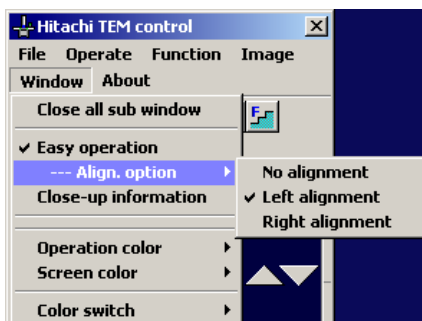 Hitachi TEM control
File Operate Function Image
Window About
Close all sub window
F
Easy operation
--- Align. option
No alignment
Left alignment
Close-up information
Right alignment
Operation color
Screen color
Color switch